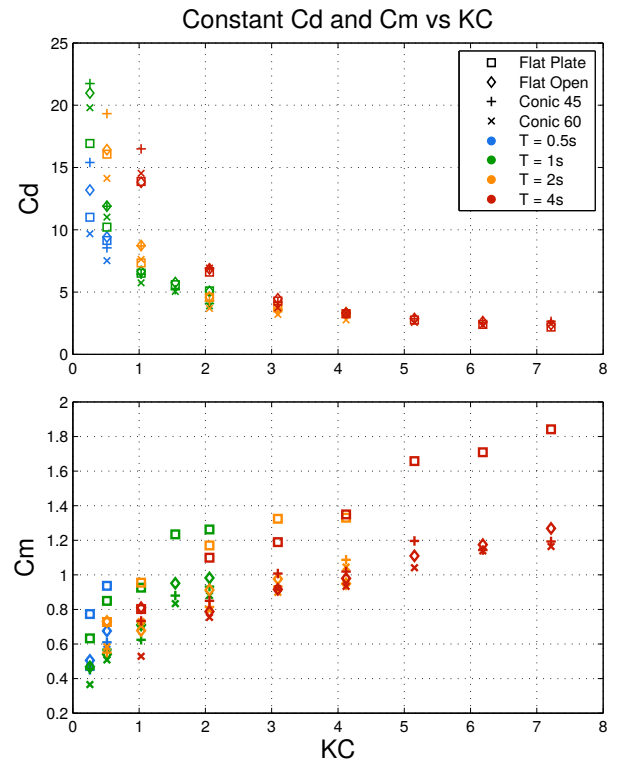 Constant Cd and Cm vs KC
25
20
15
10
5
0
Cd
Flat Plate
Flat Open
Conic 45
Conic 60
T = 0.5s
T = 1s
T = 2s
T = 4s
0 1 2 3 4 5 6 7 8
2
1.8
1.6
1.4
1.2
1
0.8
0.6
0.4
0.2
Cm
0 1 2 3 4 5 6 7 8
KC